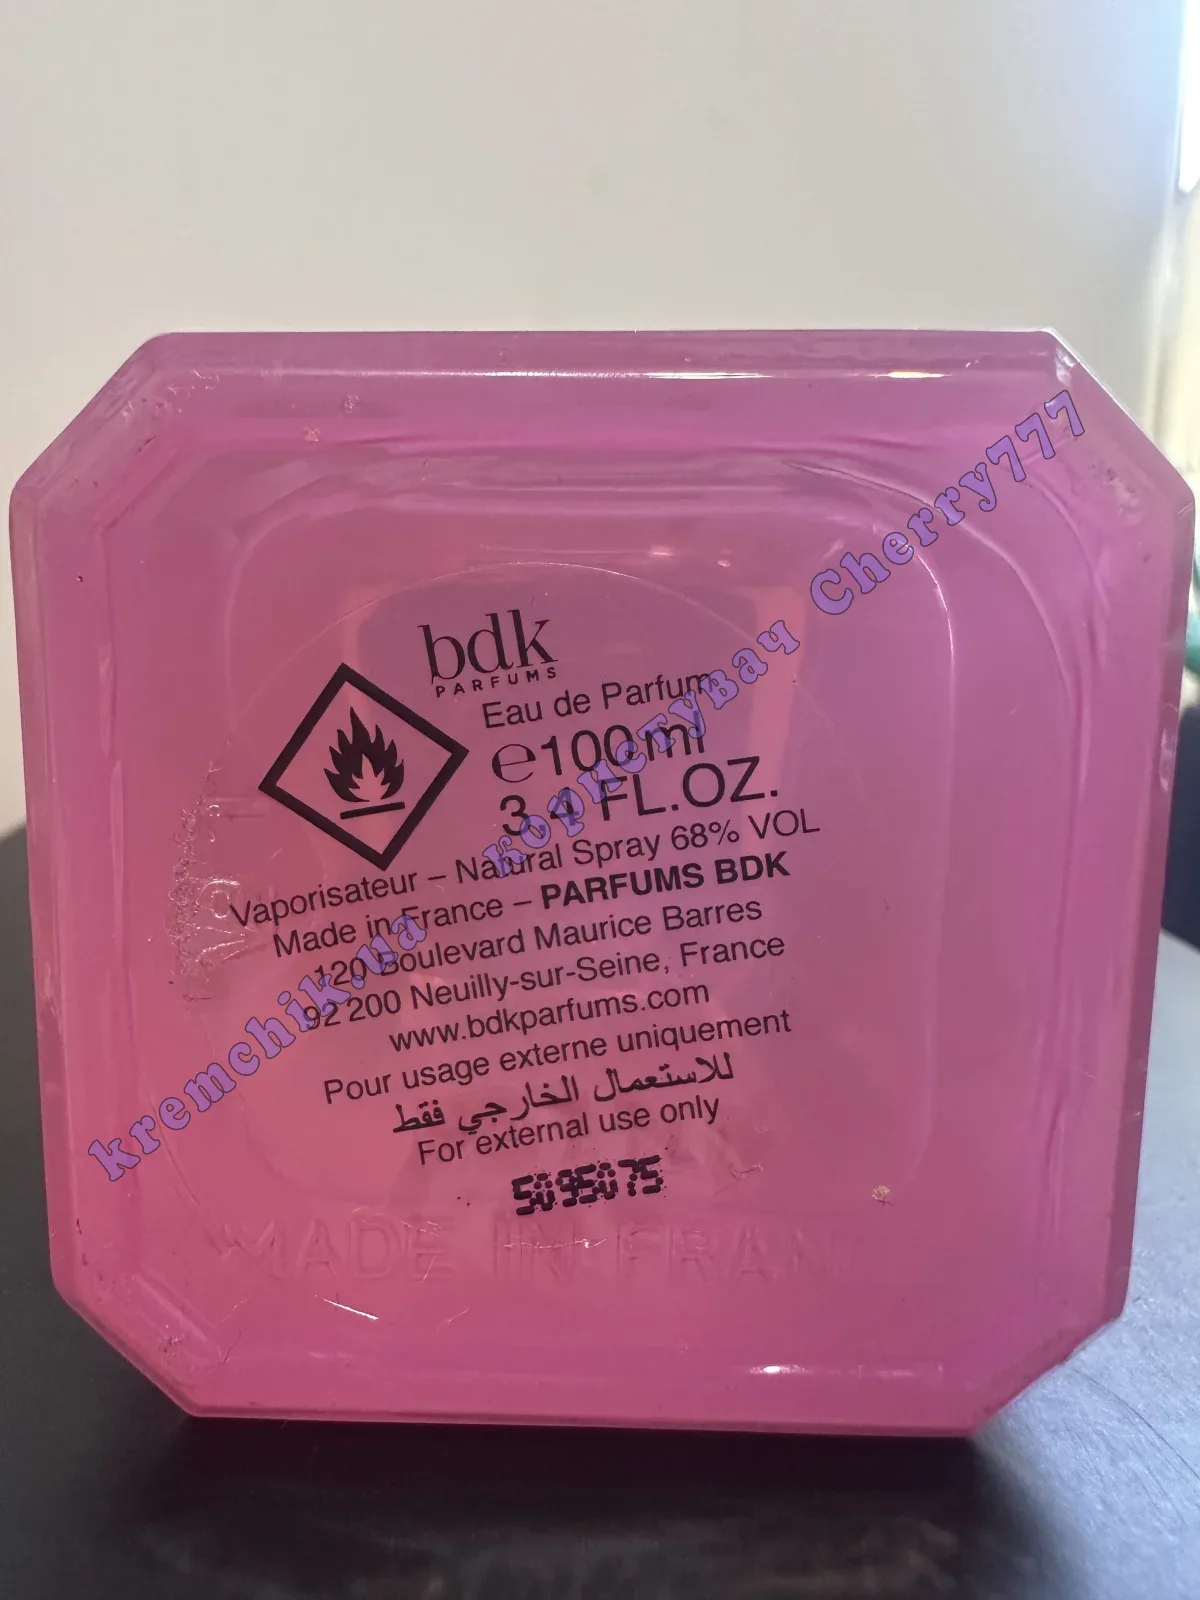 bdk
PARFUMS
Eau de Parfum
℮100ml
3.4 FL.OZ.
Vaporisateur – Natural Spray 68% VOL
Made in France – PARFUMS BDK
120 Boulevard Maurice Barres
92 200 Neuilly-sur-Seine, France
www.bdkparfums.com
Pour usage externe uniquement
للاستعمال الخارجي فقط
For external use only
5095075
MADE IN FRAN
kremchik.ua користувач Cherry777